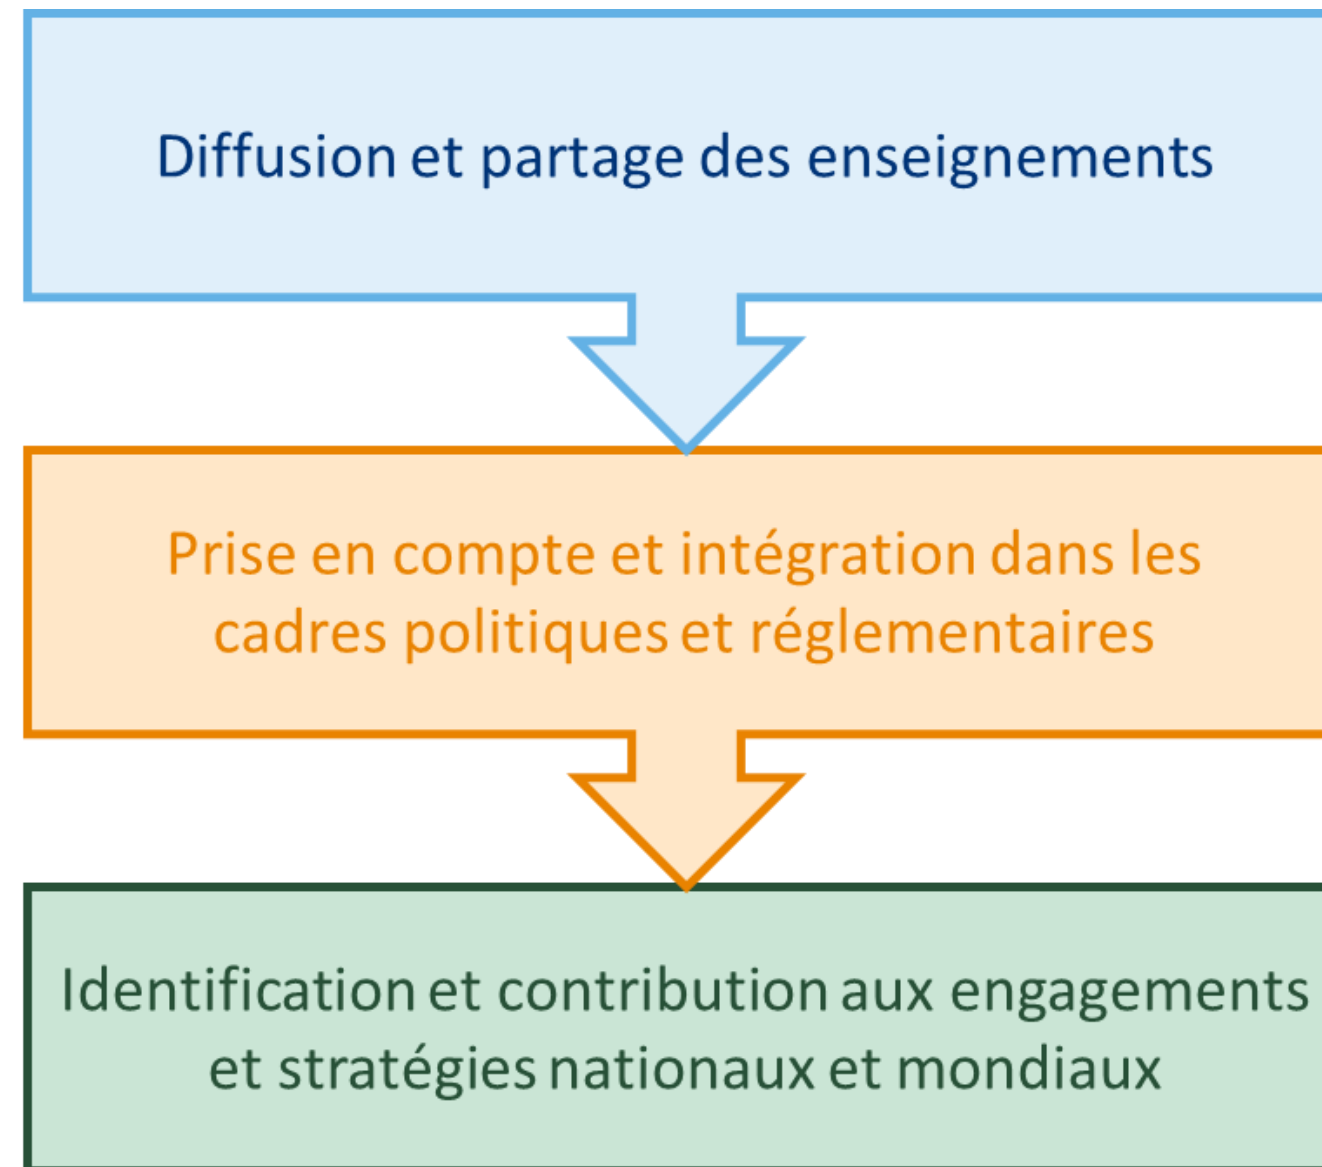 Diffusion et partage des enseignements
Prise en compte et intégration dans les
cadres politiques et réglementaires
Identification et contribution aux engagements
et stratégies nationaux et mondiaux